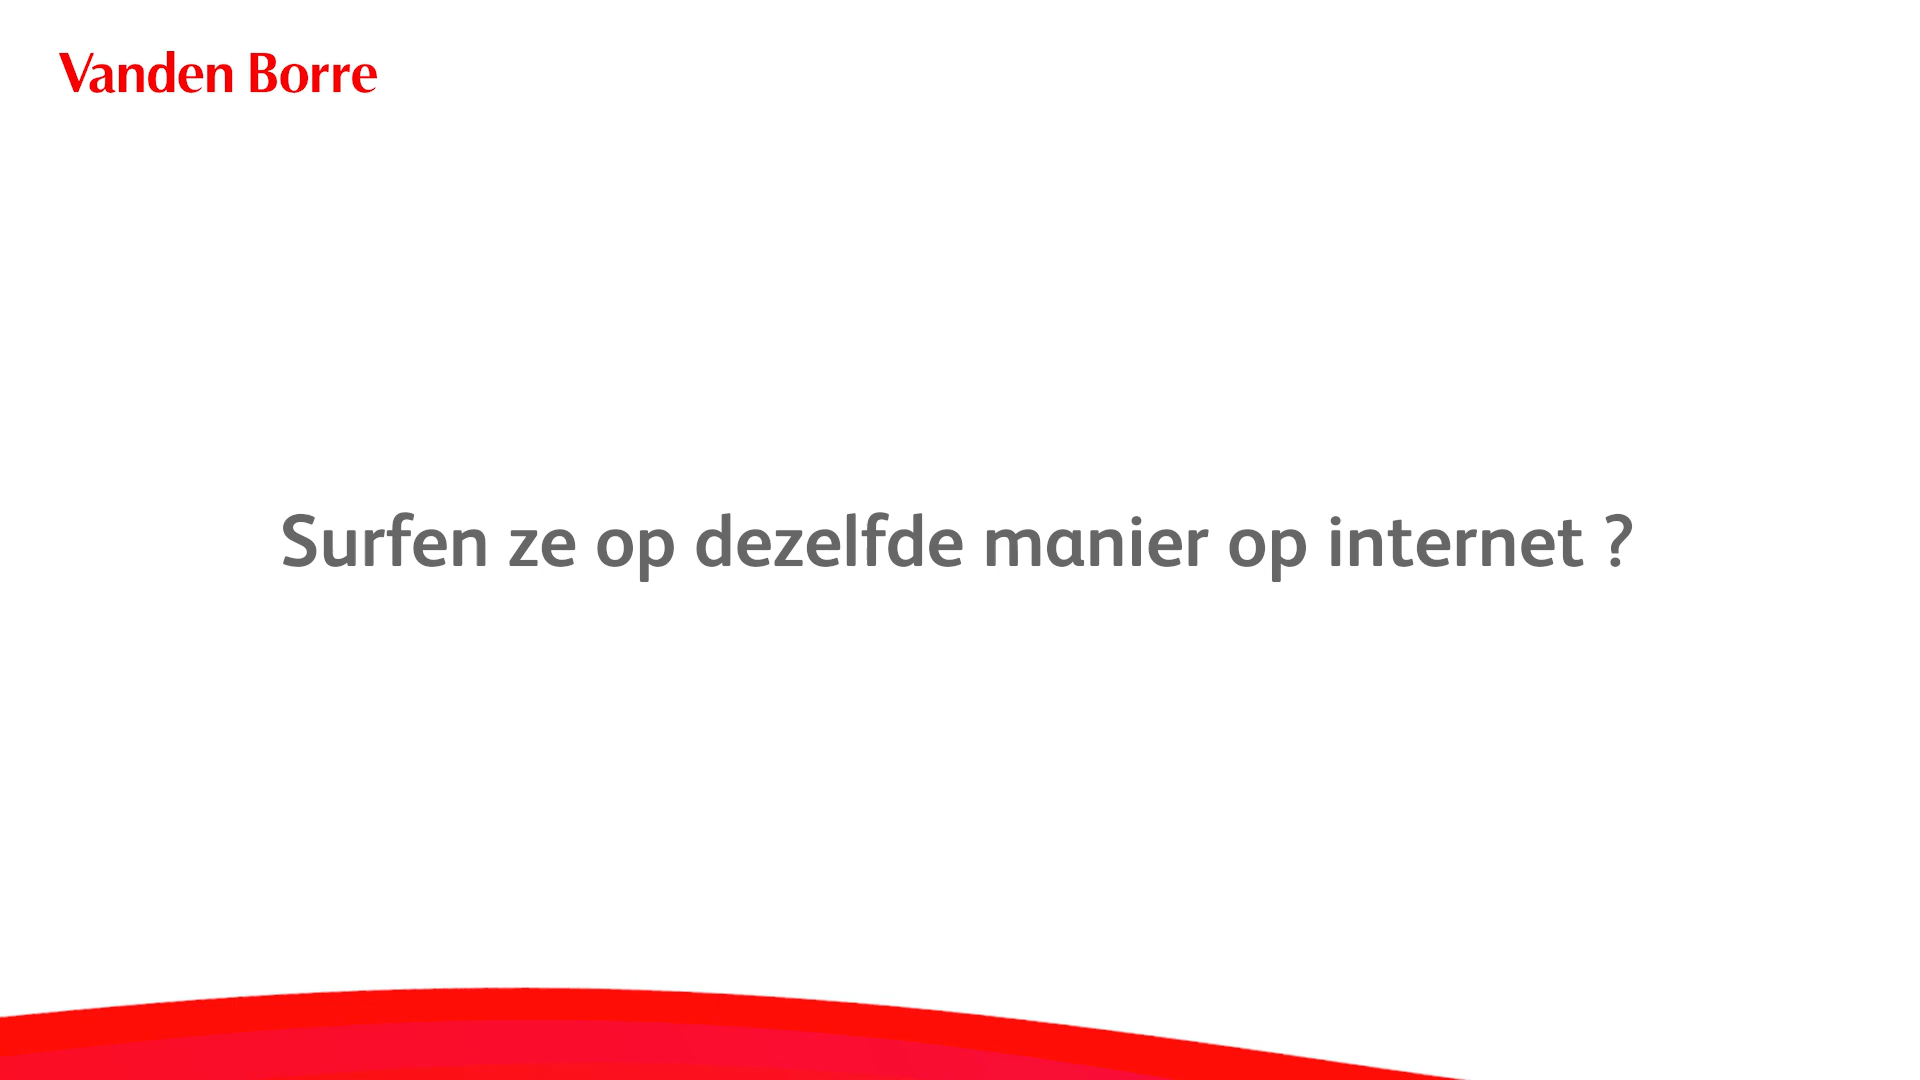 Vanden Borre
Surfen ze op dezelfde manier op internet ?